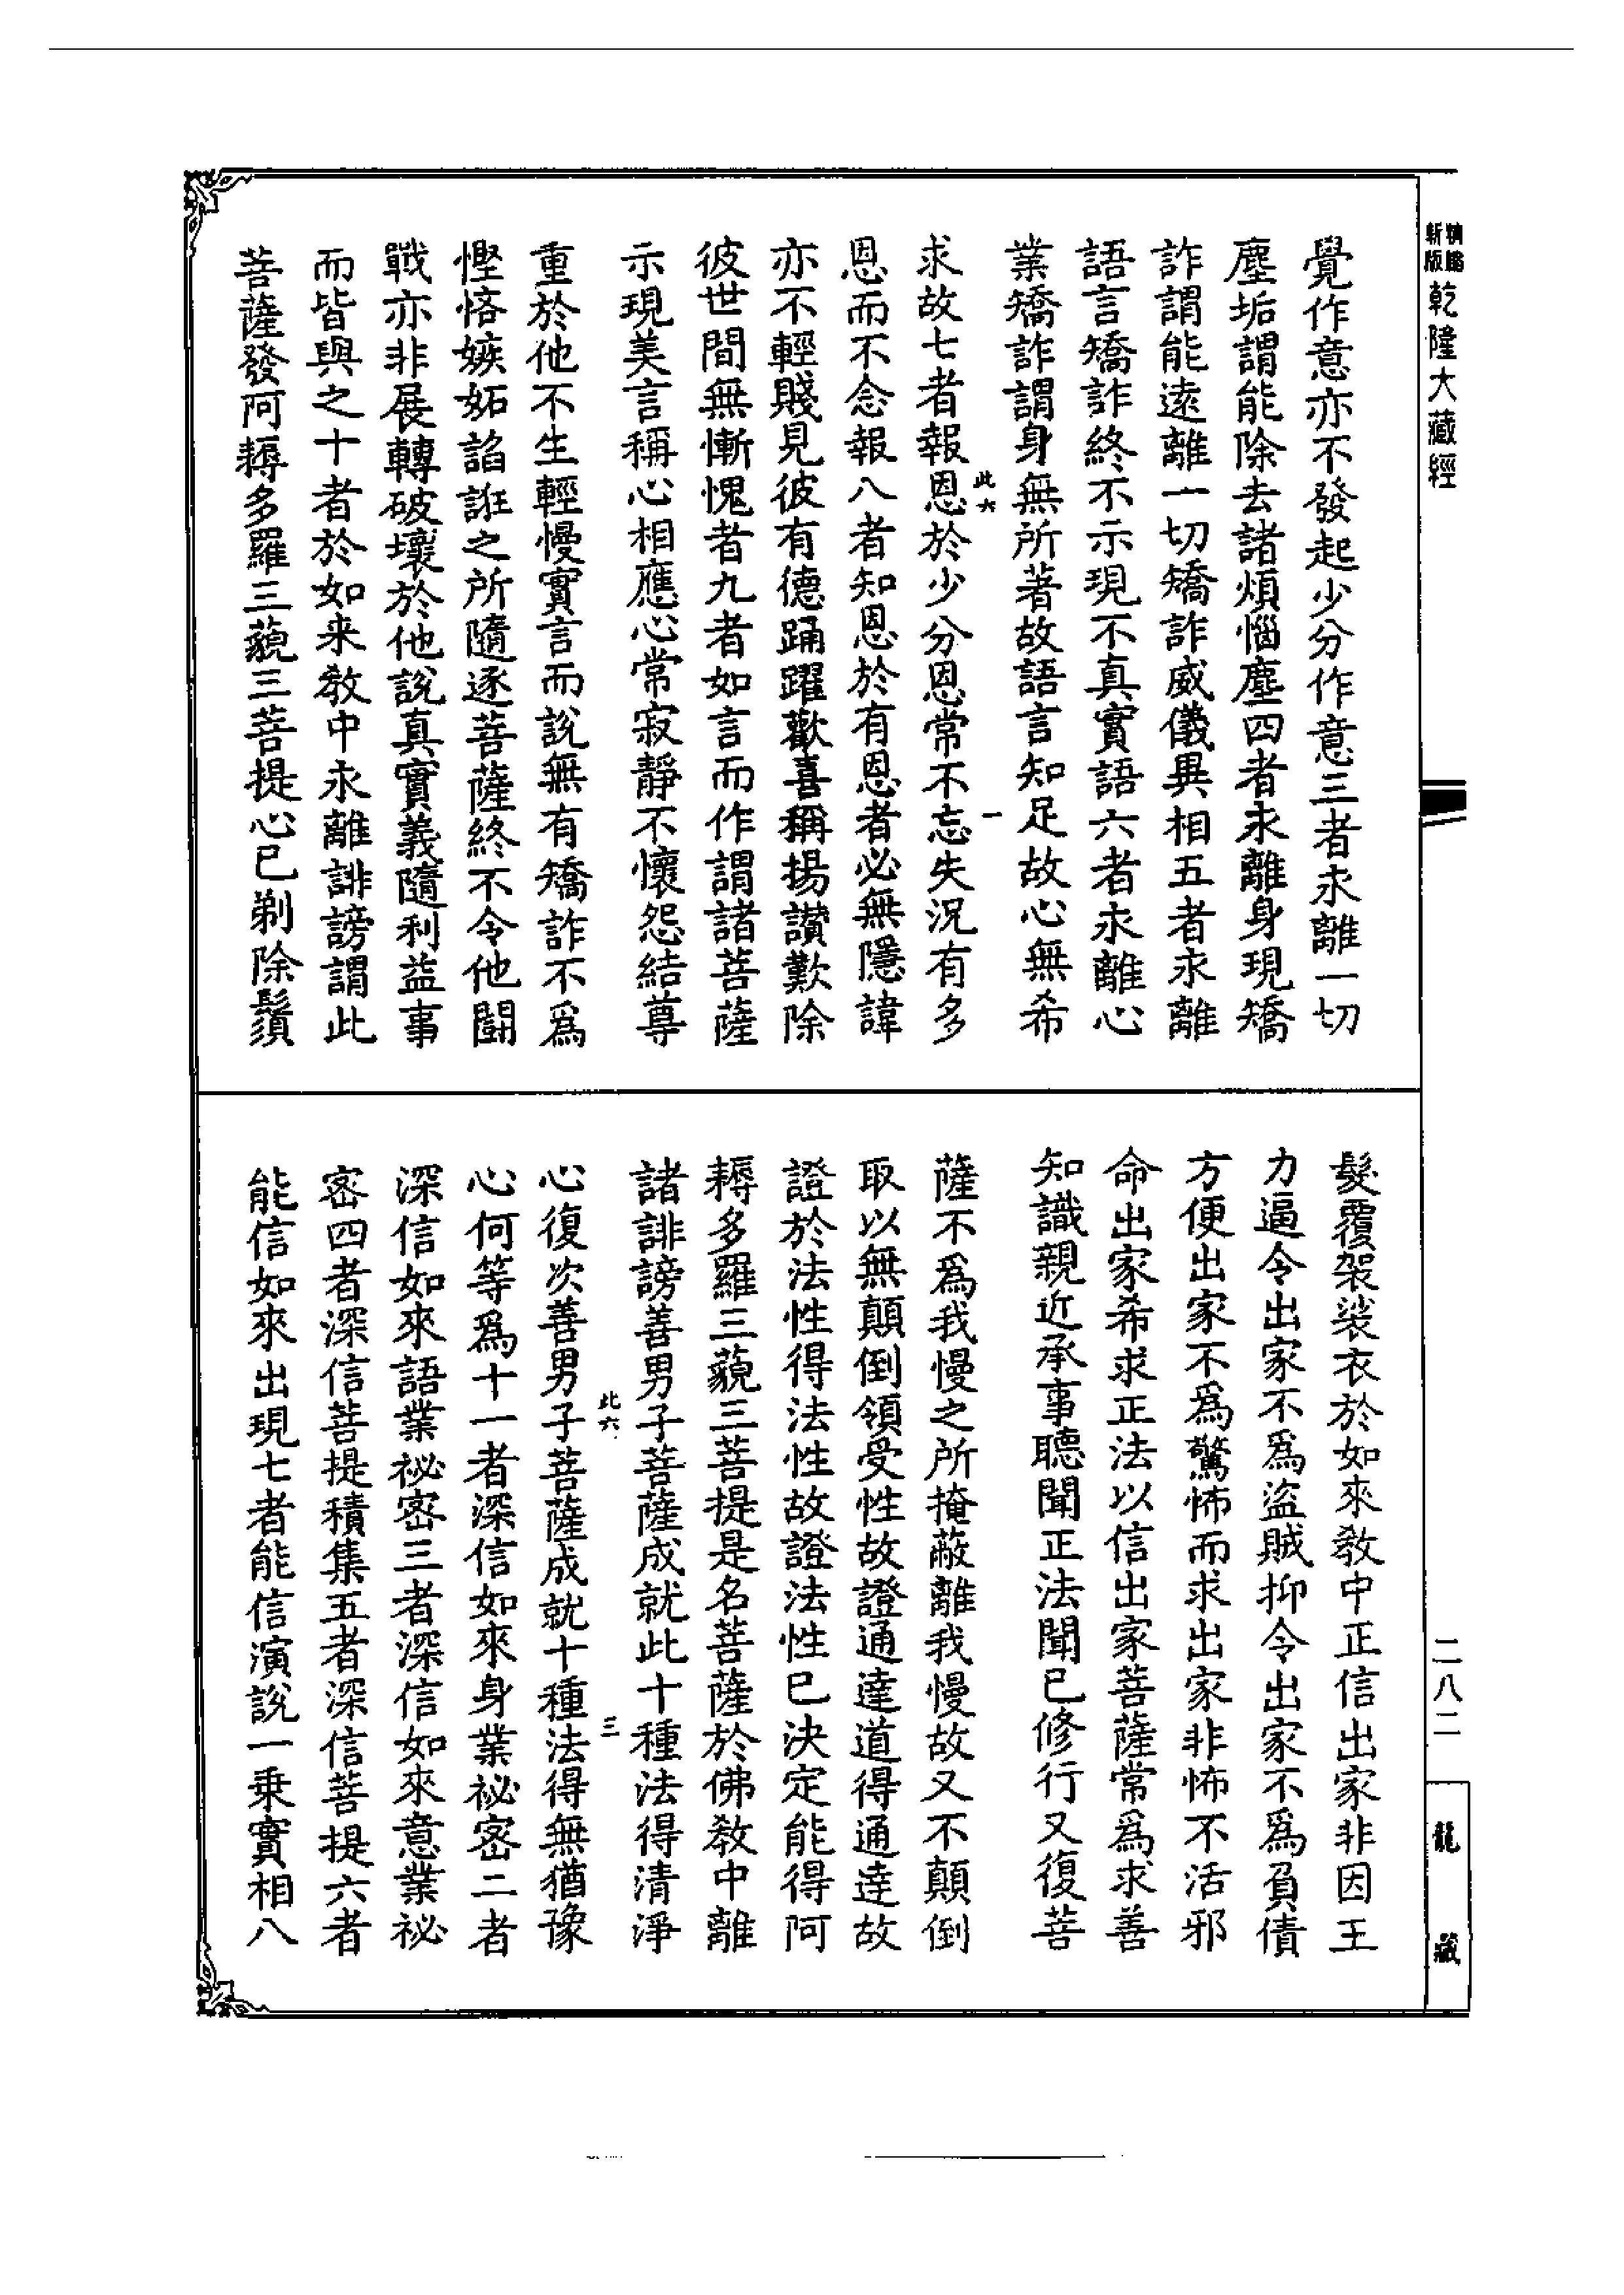 精縮新版乾隆大藏經
覺作意亦不發起少分作意三者永離一切
塵垢謂能除去諸煩惱塵四者永離身現矯
詐謂能遠離一切矯詐威儀異相五者永離
語言矯詐終不示現不真實語六者永離心
業矯詐謂身無所著故語言知足故心無希
此六
一
求故七者報恩於少分恩常不忘失況有多
恩而不念報八者知恩於有恩者必無隱諱
亦不輕賤見彼有德踊躍歡喜稱揚讚歎除
彼世間無慚愧者九者如言而作謂諸菩薩
示現美言稱心相應心常寂靜不懷怨結尊
重於他不生輕慢實言而說無有矯詐不爲
慳悋嫉妬諂誑之所隨逐菩薩終不令他鬪
戰亦非展轉破壞於他說真實義隨利益事
而皆與之十者於如来教中永離誹謗謂此
菩薩發阿耨多羅三藐三菩提心已剃除鬚
髮覆袈裟衣於如來教中正信出家非因王
力逼令出家不爲盜賊抑令出家不爲負債
方便出家不爲驚怖而求出家非怖不活邪
命出家希求正法以信出家菩薩常爲求善
知識親近承事聽聞正法聞已修行又復菩
薩不爲我慢之所掩蔽離我慢故又不顛倒
取以無顛倒領受性故證通達道得通達故
證於法性得法性故證法性已決定能得阿
耨多羅三藐三菩提是名菩薩於佛教中離
諸誹謗善男子菩薩成就此十種法得清淨
此六
三
心復次善男子菩薩成就十種法得無猶豫
心何等爲十一者深信如來身業祕密二者
深信如來語業祕密三者深信如來意業祕
密四者深信菩提積集五者深信菩提六者
能信如來出現七者能信演說一乘實相八
二八二
龍藏